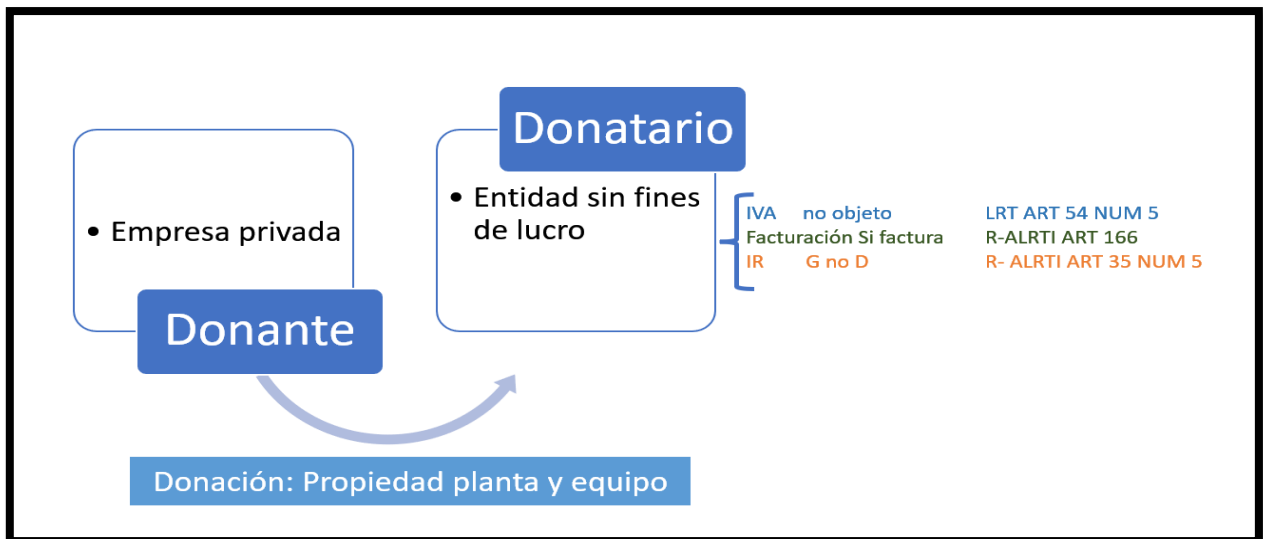 • Empresa privada
Donante
Donatario
• Entidad sin fines
de lucro
IVA no objeto LRT ART 54 NUM 5
Facturación Si factura R-ALRTI ART 166
IR G no D R- ALRTI ART 35 NUM 5
Donación: Propiedad planta y equipo